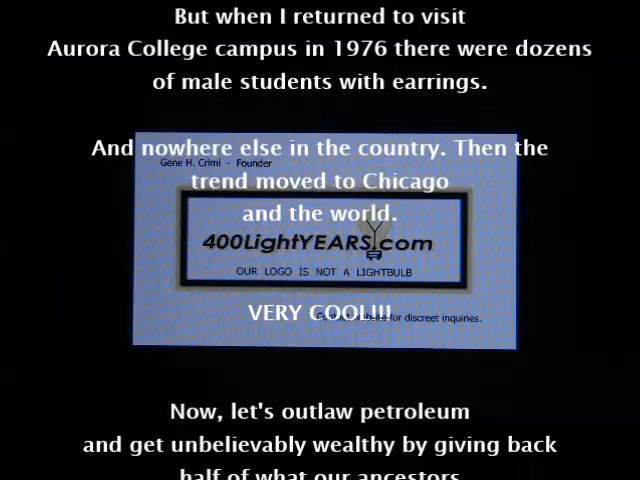 But when I returned to visit
Aurora College campus in 1976 there were dozens
of male students with earrings.
And nowhere else in the country. Then the
Gene H. Crimi - Founder
trend moved to Chicago
and the world.
400LightYEARS.com
OUR LOGO IS NOT A LIGHTBULB
VERY COOL!!!
for discreet inquiries.
Now, let's outlaw petroleum
and get unbelievably wealthy by giving back
half of what our ancestors